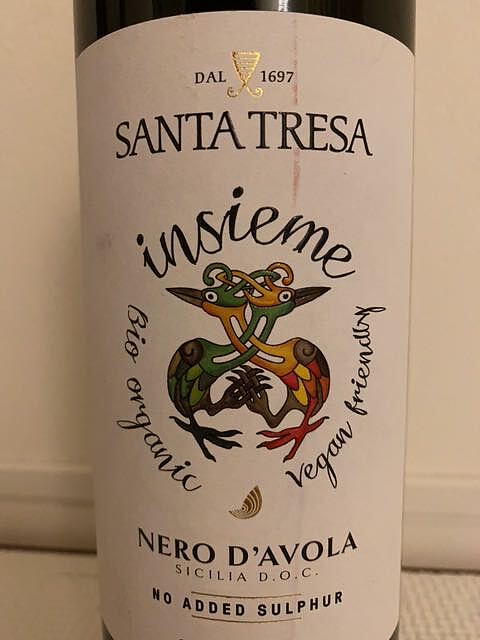 DAL 1697
SANTA TRESA
insieme
Bio organic
Vegan friendly
NERO D'AVOLA
SICILIA D.O.C.
NO ADDED SULPHUR